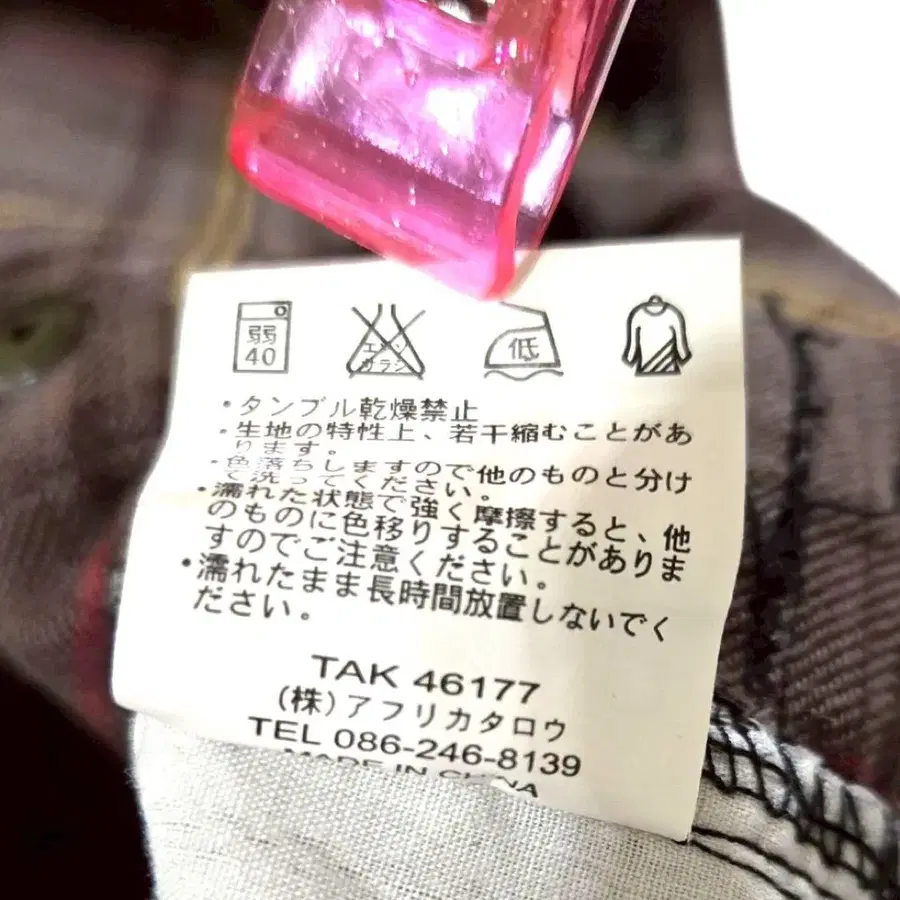 弱
40
エンソ
サラシ
低
・タンブル乾燥禁止
・生地の特性上、若干縮むことがあ
ります。
・色落ちしますので他のものと分け
て洗ってください。
・濡れた状態で強く摩擦すると、他
のものに色移りすることがありま
すのでご注意ください。
・濡れたまま長時間放置しないでく
ださい。
TAK 46177
(株)アフリカタロウ
TEL 086-246-8139
MADE IN CHINA